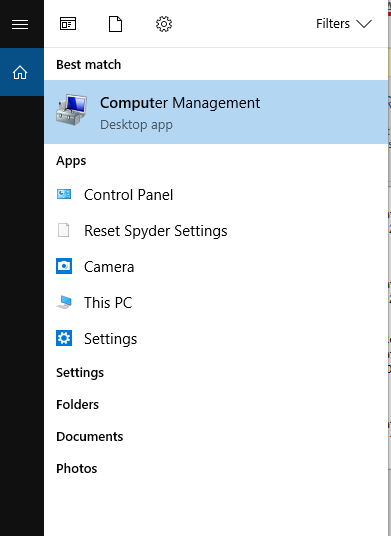 Filters
Best match
Computer Management
Desktop app
Apps
Control Panel
Reset Spyder Settings
Camera
This PC
Settings
Settings
Folders
Documents
Photos